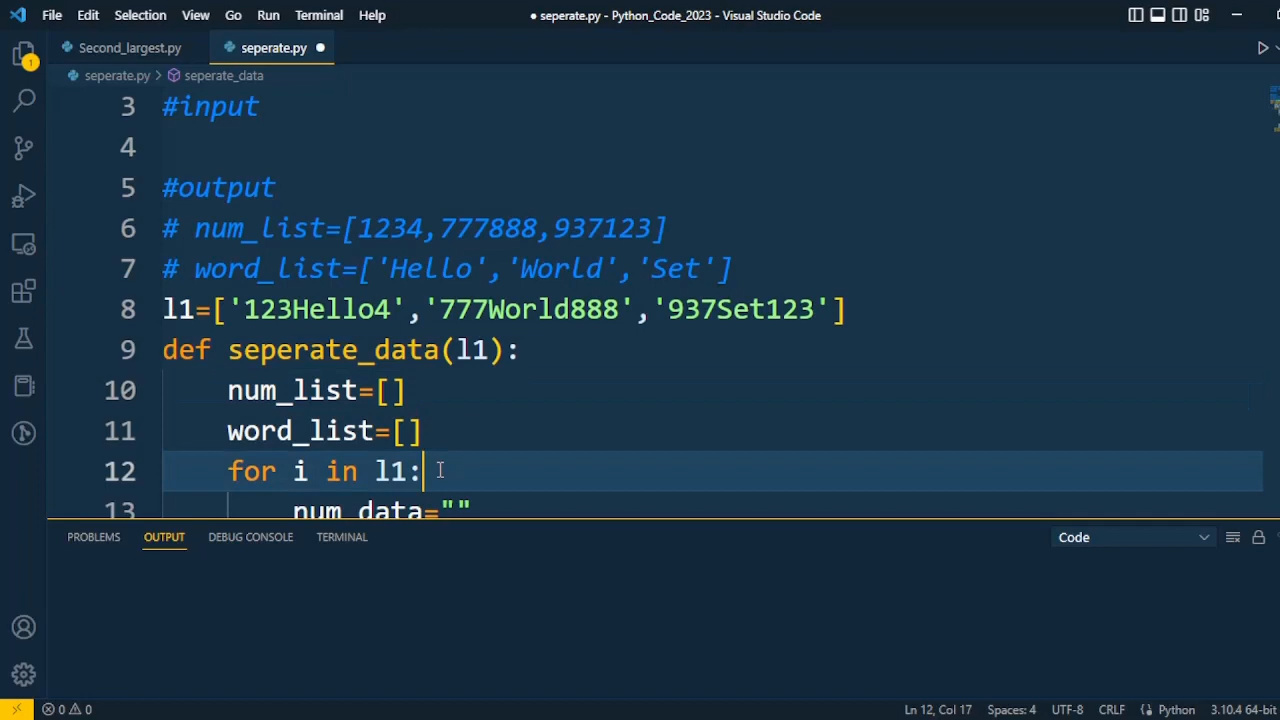 File Edit Selection View Go Run Terminal Help ● seperate.py - Python_Code_2023 - Visual Studio Code
Second_largest.py seperate.py
seperate.py > seperate_data
1
3 #input
4
5 #output
6 # num_list=[1234,777888,937123]
7 # word_list=['Hello','World','Set']
8 l1=['123Hello4','777World888','937Set123']
9 def seperate_data(l1):
10 num_list=[]
11 word_list=[]
12 for i in l1:
13 num_data=""
PROBLEMS OUTPUT DEBUG CONSOLE TERMINAL Code
0 0 Ln 12, Col 17 Spaces: 4 UTF-8 CRLF Python 3.10.4 64-bit